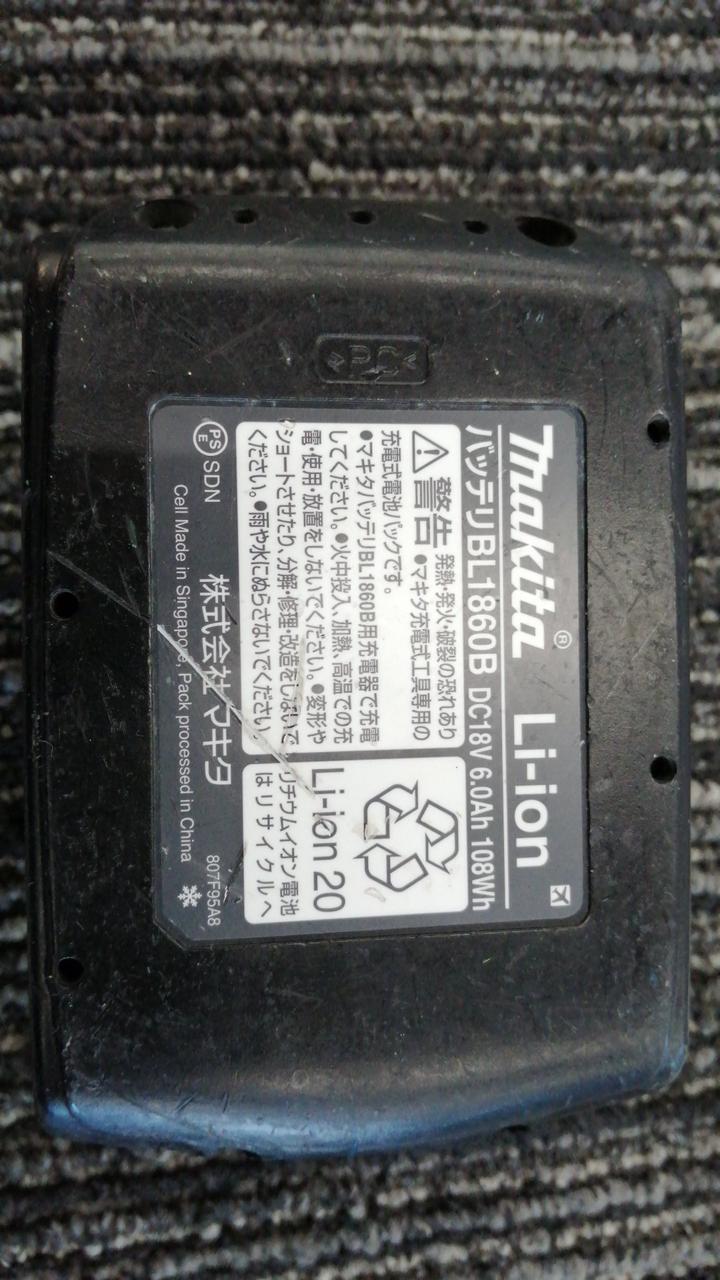 >PC<
makita® Li-ion
バッテリBL1860B DC18V 6.0Ah 108Wh
警告 発熱・発火・破裂の恐れあり
●マキタ充電式工具専用の
充電式電池パックです。
●マキタバッテリBL1860B用充電器で充電
してください。●火中投入、加熱、高温での充
電・使用・放置をしないでください。●変形や
ショートさせたり、分解・修理・改造をしないで
ください。●雨や水にぬらさないでください。
Li-ion 20
リチウムイオン電池
はリサイクルへ
PSE SDN
株式会社マキタ
807F95A8
Cell Made in Singapore, Pack processed in China